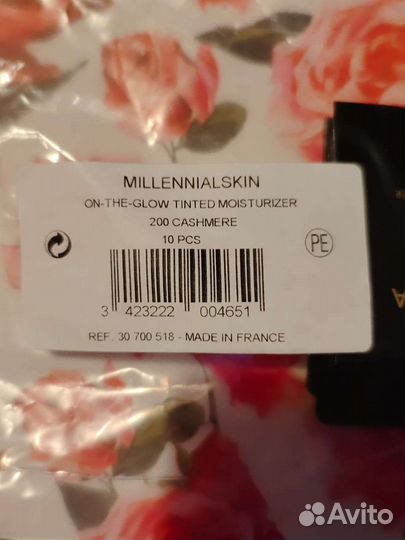 MILLENNIALSKIN
ON-THE-GLOW TINTED MOISTURIZER
200 CASHMERE
10 PCS
PE
3 423222 004651
REF. 30 700 518 - MADE IN FRANCE
Avito